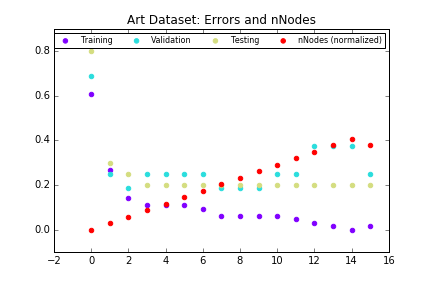 Art Dataset: Errors and nNodes
Training Validation Testing nNodes (normalized)
0.8
0.6
0.4
0.2
0.0
−2 0 2 4 6 8 10 12 14 16